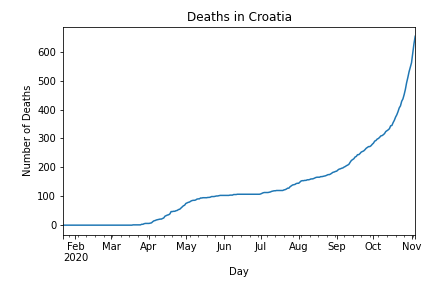 Deaths in Croatia
Number of Deaths
600
500
400
300
200
100
0
Feb Mar Apr May Jun Jul Aug Sep Oct Nov
2020
Day